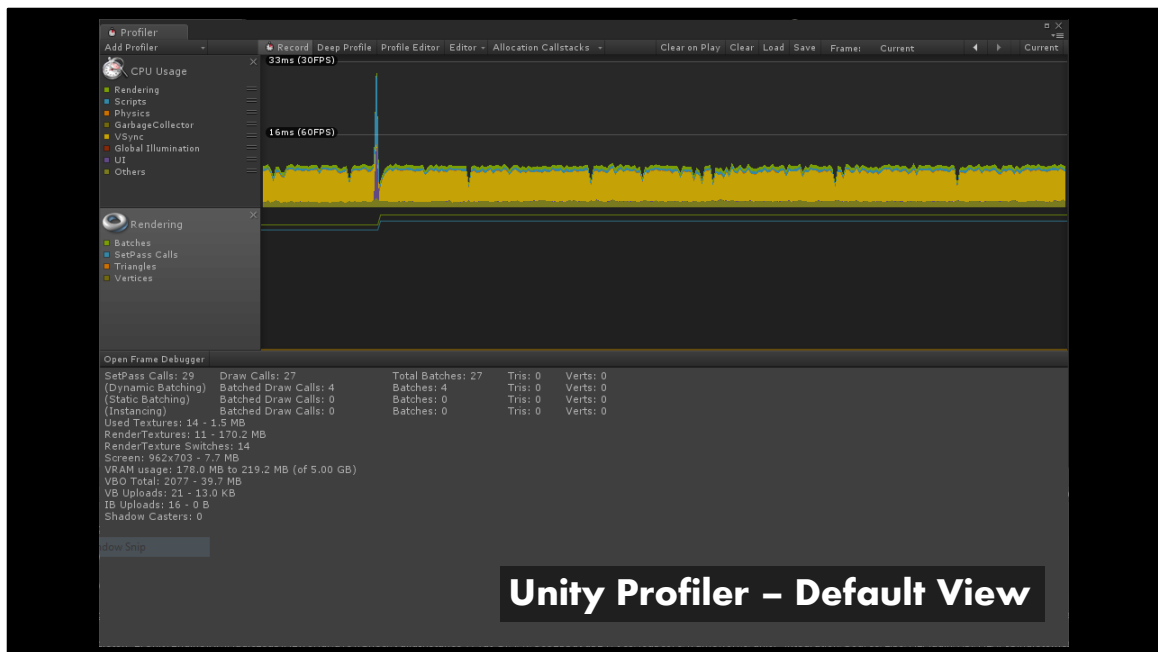 Profiler
Add Profiler Record Deep Profile Profile Editor Editor Allocation Callstacks Clear on Play Clear Load Save Frame: Current Current
CPU Usage
Rendering
Scripts
Physics
GarbageCollector
VSync
Global Illumination
UI
Others
33ms (30FPS)
16ms (60FPS)
Rendering
Batches
SetPass Calls
Triangles
Vertices
Open Frame Debugger
SetPass Calls: 29 Draw Calls: 27 Total Batches: 27 Tris: 0 Verts: 0
(Dynamic Batching) Batched Draw Calls: 4 Batches: 4 Tris: 0 Verts: 0
(Static Batching) Batched Draw Calls: 0 Batches: 0 Tris: 0 Verts: 0
(Instancing) Batched Draw Calls: 0 Batches: 0 Tris: 0 Verts: 0
Used Textures: 14 - 1.5 MB
RenderTextures: 11 - 170.2 MB
RenderTexture Switches: 14
Screen: 962x703 - 7.7 MB
VRAM usage: 178.0 MB to 219.2 MB (of 5.00 GB)
VBO Total: 2077 - 39.7 MB
VB Uploads: 21 - 13.0 KB
IB Uploads: 16 - 0 B
Shadow Casters: 0
dow Snip
Unity Profiler – Default View